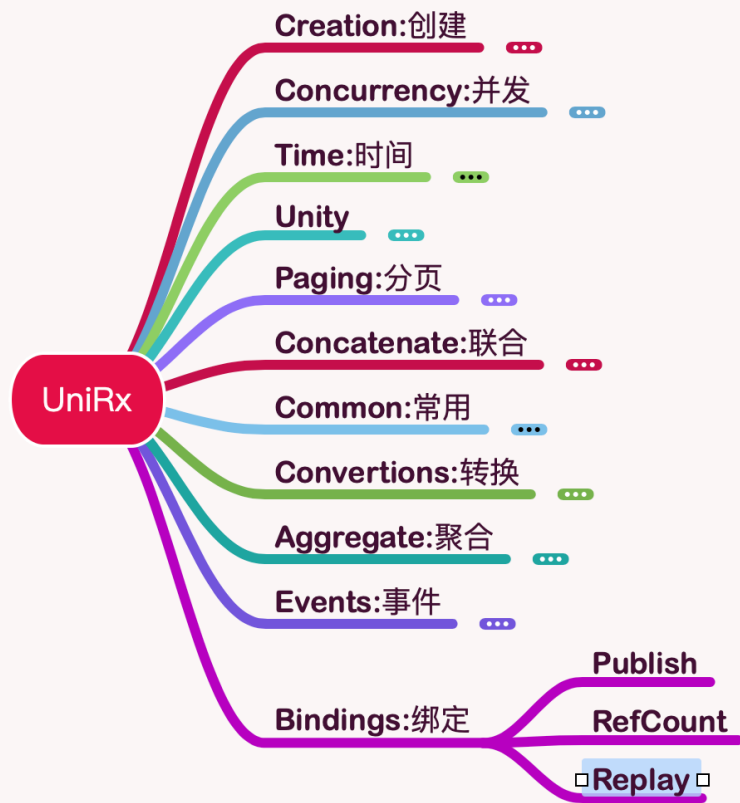 Creation:创建
Concurrency:并发
Time:时间
Unity
Paging:分页
Concatenate:联合
UniRx
Common:常用
Convertions:转换
Aggregate:聚合
Events:事件
Bindings:绑定
Publish
RefCount
Replay